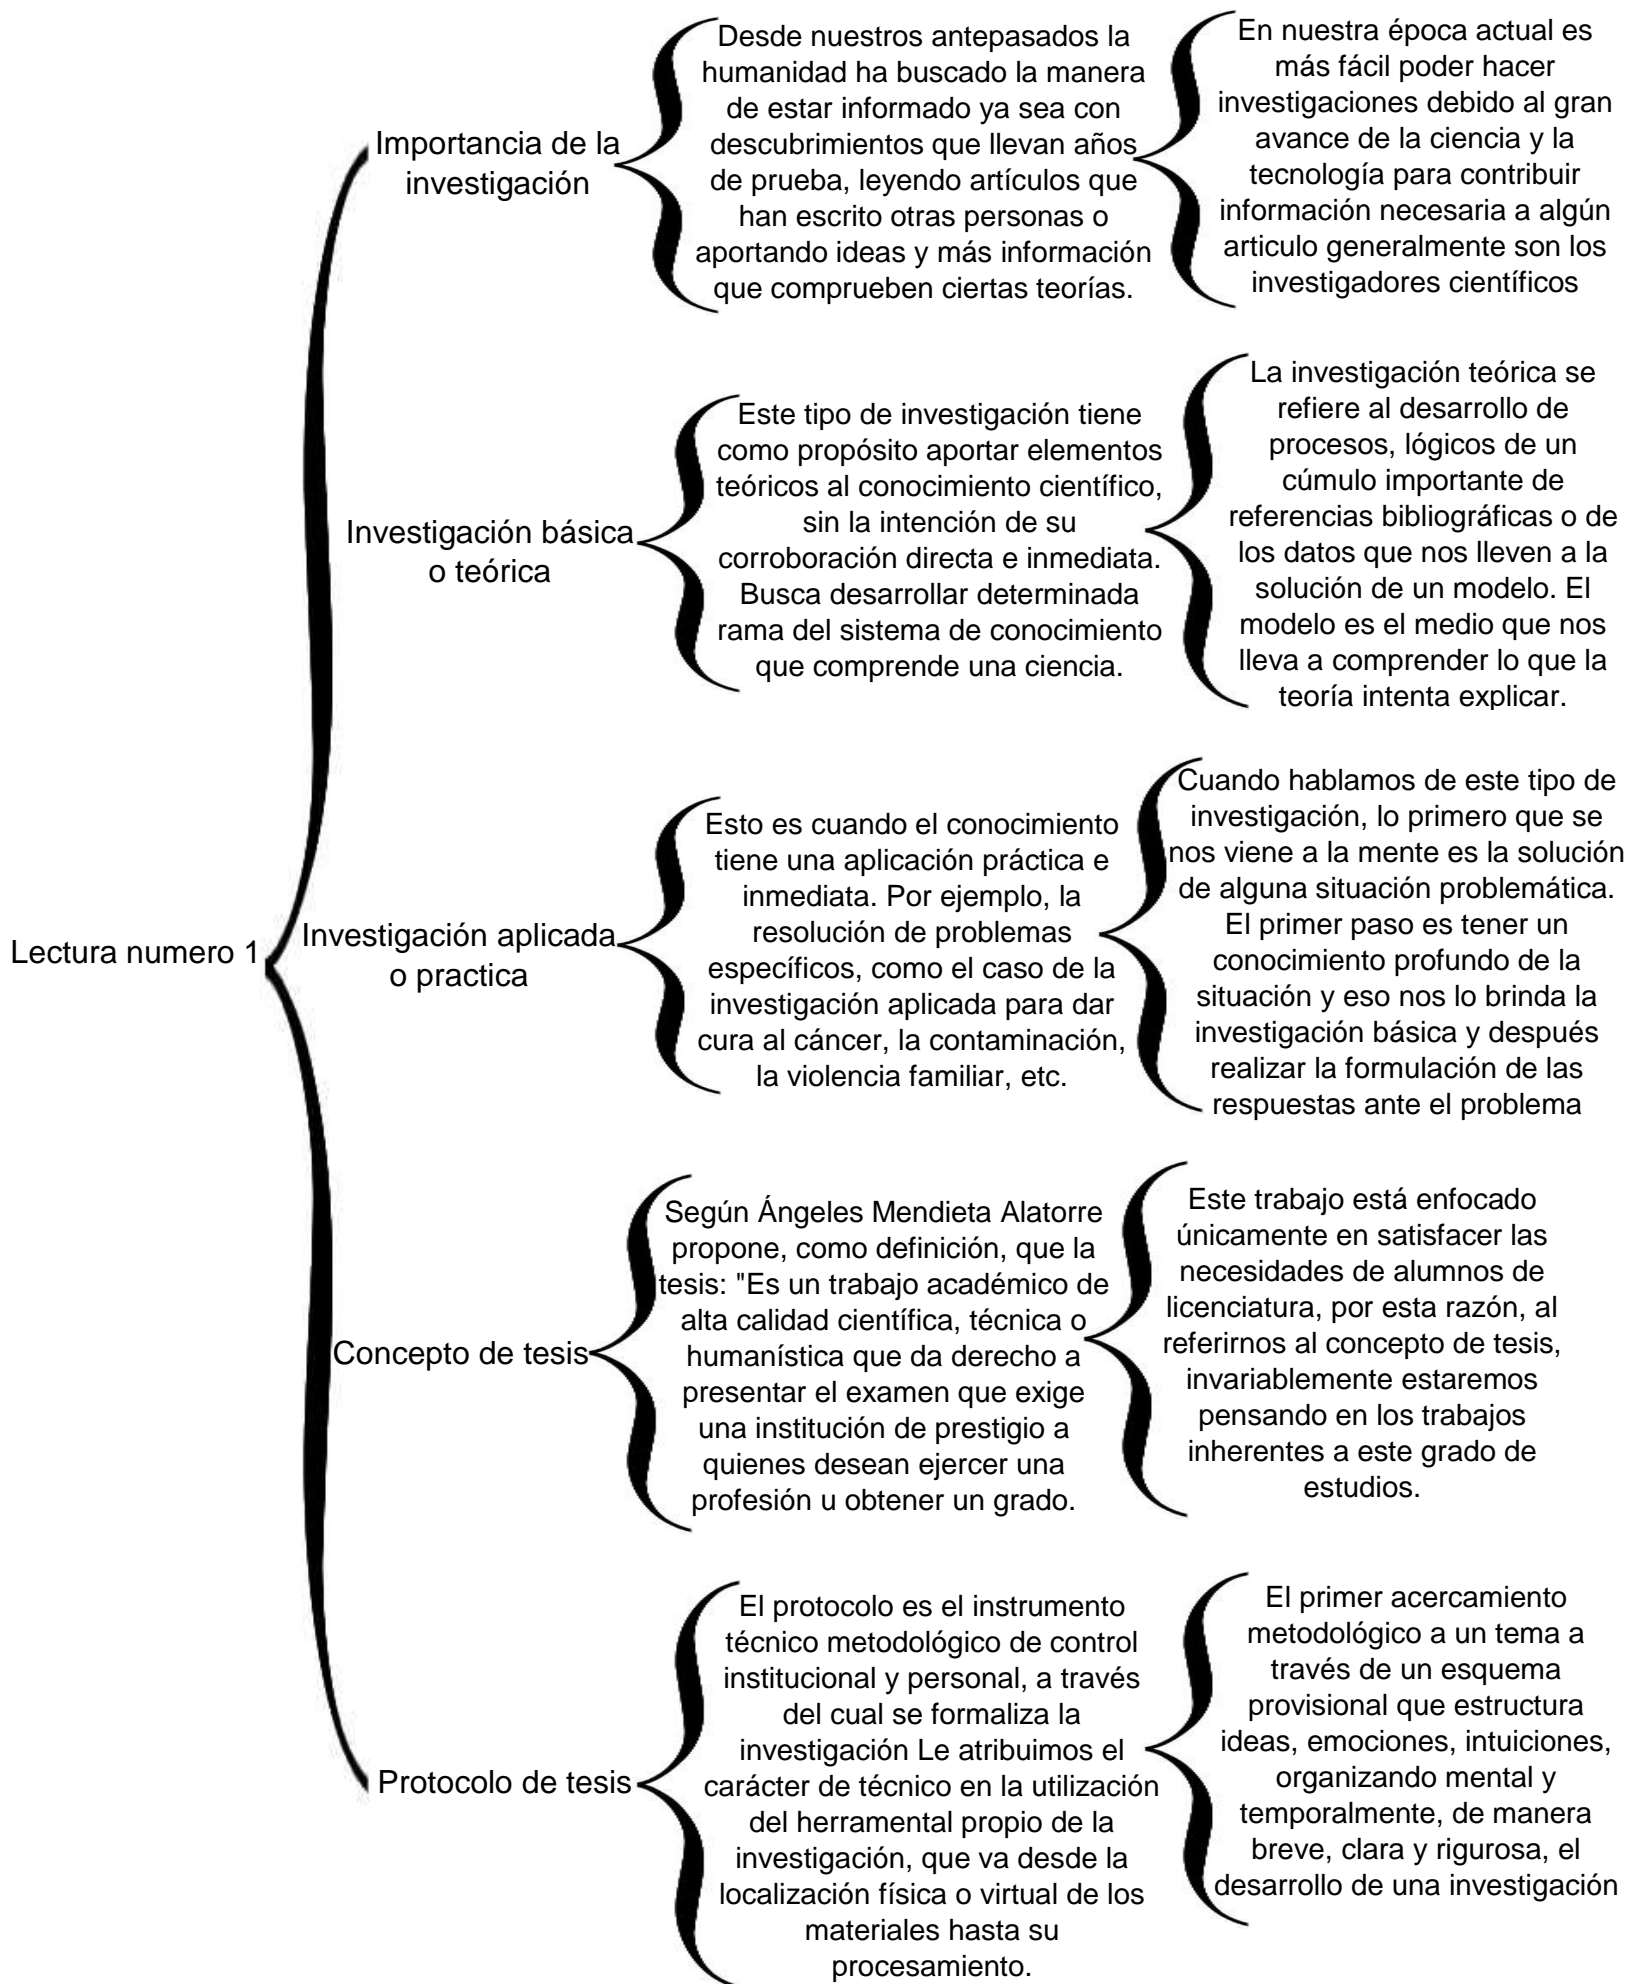 Lectura numero 1
Importancia de la
investigación
Desde nuestros antepasados la
humanidad ha buscado la manera
de estar informado ya sea con
descubrimientos que llevan años
de prueba, leyendo artículos que
han escrito otras personas o
aportando ideas y más información
que comprueben ciertas teorías.
En nuestra época actual es
más fácil poder hacer
investigaciones debido al gran
avance de la ciencia y la
tecnología para contribuir
información necesaria a algún
articulo generalmente son los
investigadores científicos
Investigación básica
o teórica
Este tipo de investigación tiene
como propósito aportar elementos
teóricos al conocimiento científico,
sin la intención de su
corroboración directa e inmediata.
Busca desarrollar determinada
rama del sistema de conocimiento
que comprende una ciencia.
La investigación teórica se
refiere al desarrollo de
procesos, lógicos de un
cúmulo importante de
referencias bibliográficas o de
los datos que nos lleven a la
solución de un modelo. El
modelo es el medio que nos
lleva a comprender lo que la
teoría intenta explicar.
Investigación aplicada
o practica
Esto es cuando el conocimiento
tiene una aplicación práctica e
inmediata. Por ejemplo, la
resolución de problemas
específicos, como el caso de la
investigación aplicada para dar
cura al cáncer, la contaminación,
la violencia familiar, etc.
Cuando hablamos de este tipo de
investigación, lo primero que se
nos viene a la mente es la solución
de alguna situación problemática.
El primer paso es tener un
conocimiento profundo de la
situación y eso nos lo brinda la
investigación básica y después
realizar la formulación de las
respuestas ante el problema
Concepto de tesis
Según Ángeles Mendieta Alatorre
propone, como definición, que la
tesis: "Es un trabajo académico de
alta calidad científica, técnica o
humanística que da derecho a
presentar el examen que exige
una institución de prestigio a
quienes desean ejercer una
profesión u obtener un grado.
Este trabajo está enfocado
únicamente en satisfacer las
necesidades de alumnos de
licenciatura, por esta razón, al
referirnos al concepto de tesis,
invariablemente estaremos
pensando en los trabajos
inherentes a este grado de
estudios.
Protocolo de tesis
El protocolo es el instrumento
técnico metodológico de control
institucional y personal, a través
del cual se formaliza la
investigación Le atribuimos el
carácter de técnico en la utilización
del herramental propio de la
investigación, que va desde la
localización física o virtual de los
materiales hasta su
procesamiento.
El primer acercamiento
metodológico a un tema a
través de un esquema
provisional que estructura
ideas, emociones, intuiciones,
organizando mental y
temporalmente, de manera
breve, clara y rigurosa, el
desarrollo de una investigación